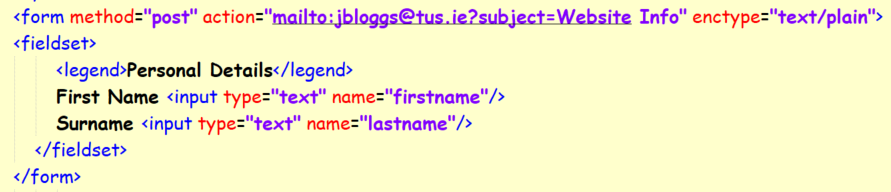 <form method="post" action="mailto:jbloggs@tus.ie?subject=Website Info" enctype="text/plain">
<fieldset>
<legend>Personal Details</legend>
First Name <input type="text" name="firstname"/>
Surname <input type="text" name="lastname"/>
</fieldset>
</form>